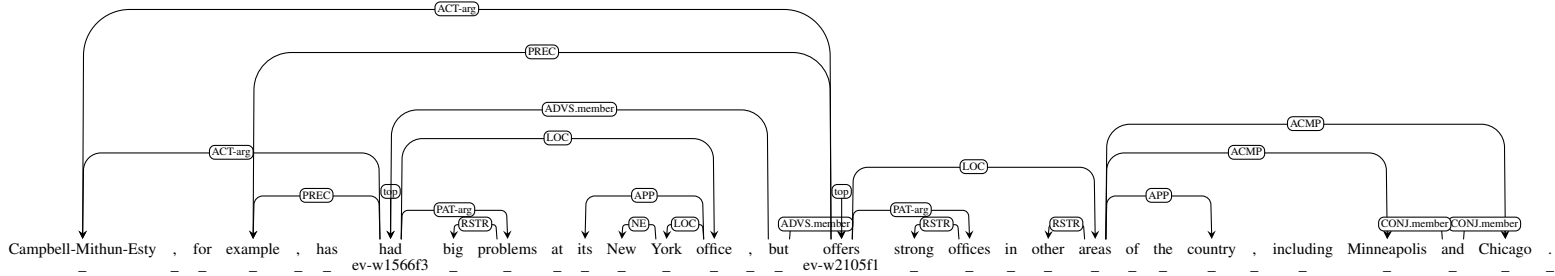 ACT-arg
PREC
ADVS.member
LOC ACMP
ACT-arg ACMP
LOC
top top
PREC APP APP
PAT-arg PAT-arg
RSTR NE LOC ADVS.member RSTR RSTR CONJ.member CONJ.member
Campbell-Mithun-Esty , for example , has had big problems at its New York office , but offers strong offices in other areas of the country , including Minneapolis and Chicago .
ev-w1566f3 ev-w2105f1
_ _ _ _ _ _ _ _ _ _ _ _ _ _ _ _ _ _ _ _ _ _ _ _ _ _ _ _ _ _